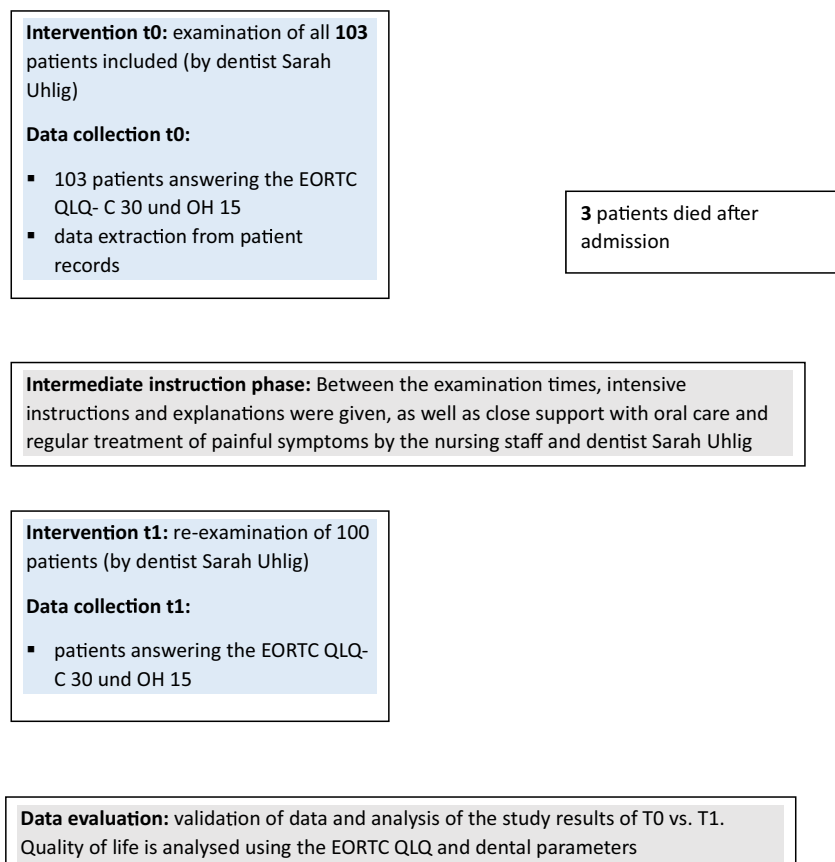 Intervention t0: examination of all 103
patients included (by dentist Sarah
Uhlig)
Data collection t0:
▪ 103 patients answering the EORTC
QLQ- C 30 und OH 15
▪ data extraction from patient
records
3 patients died after
admission
Intermediate instruction phase: Between the examination times, intensive
instructions and explanations were given, as well as close support with oral care and
regular treatment of painful symptoms by the nursing staff and dentist Sarah Uhlig
Intervention t1: re-examination of 100
patients (by dentist Sarah Uhlig)
Data collection t1:
▪ patients answering the EORTC QLQ-
C 30 und OH 15
Data evaluation: validation of data and analysis of the study results of T0 vs. T1.
Quality of life is analysed using the EORTC QLQ and dental parameters